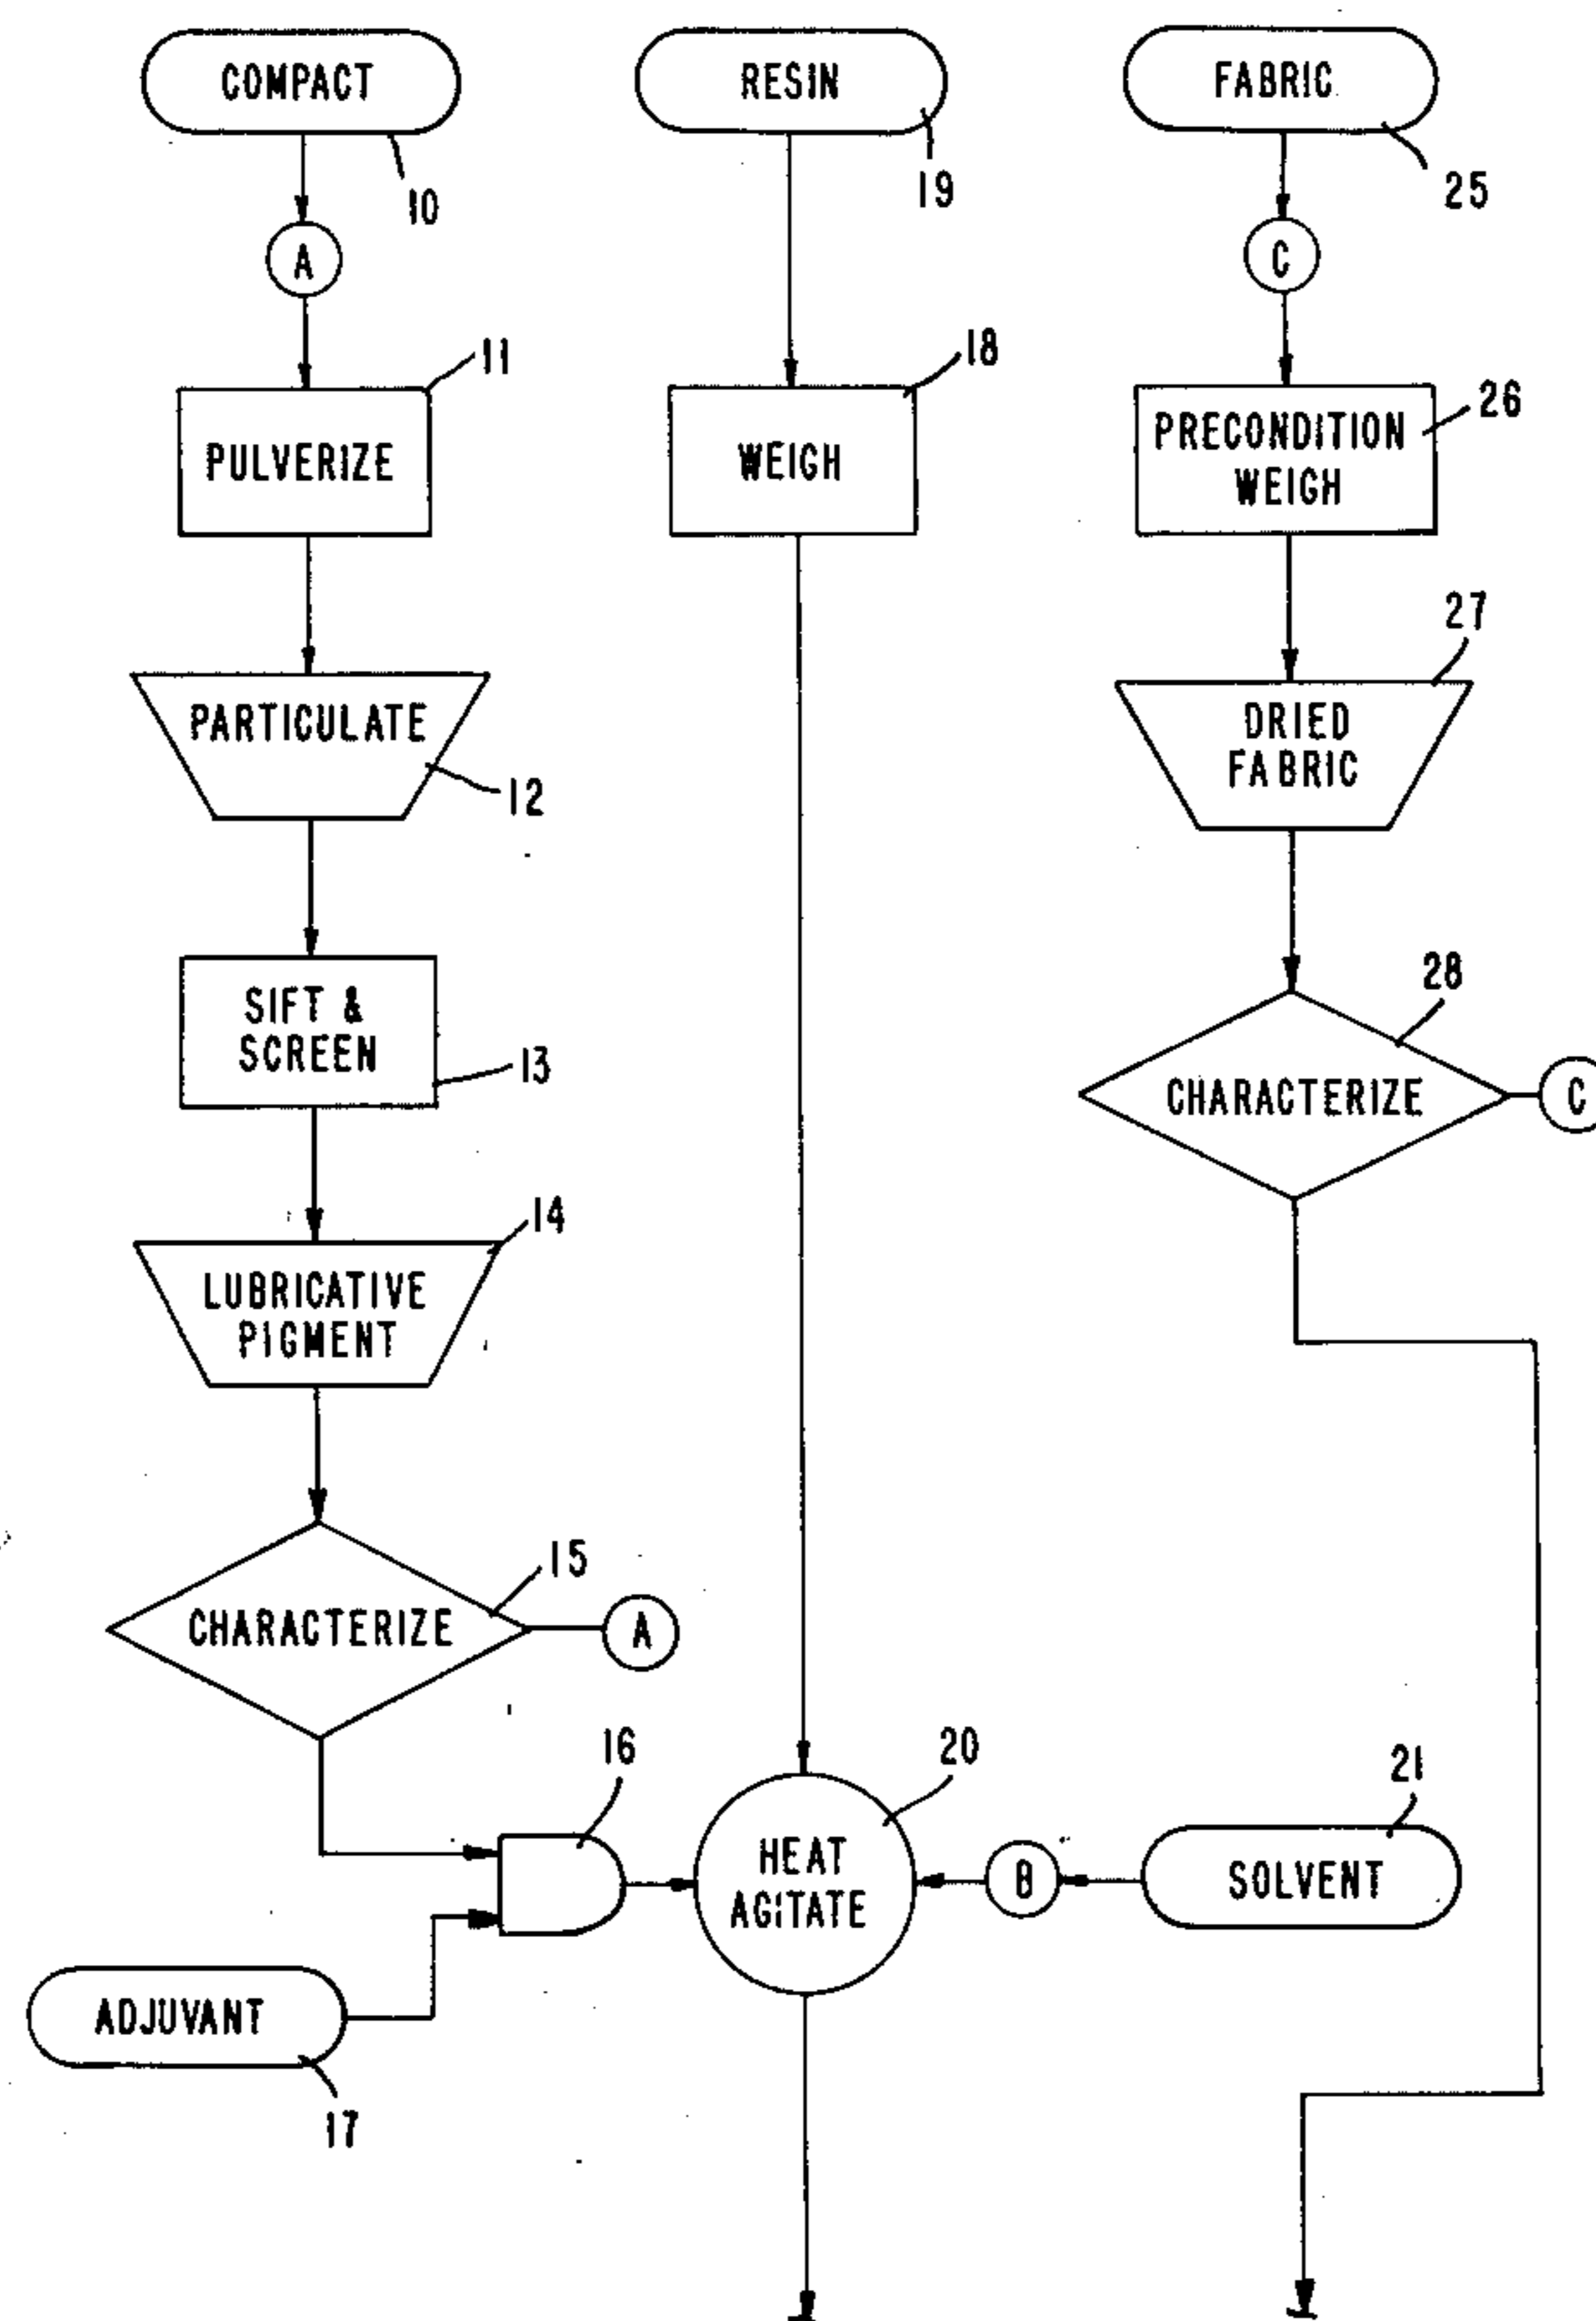 COMPACT
10
A
11
PULVERIZE
PARTICULATE
12
SIFT &
SCREEN
13
14
LUBRICATIVE
PIGMENT
15
CHARACTERIZE
A
16
ADJUVANT
17
RESIN
19
18
WEIGH
20
HEAT
AGITATE
B
21
SOLVENT
FABRIC
25
C
26
PRECONDITION
WEIGH
27
DRIED
FABRIC
28
CHARACTERIZE
C